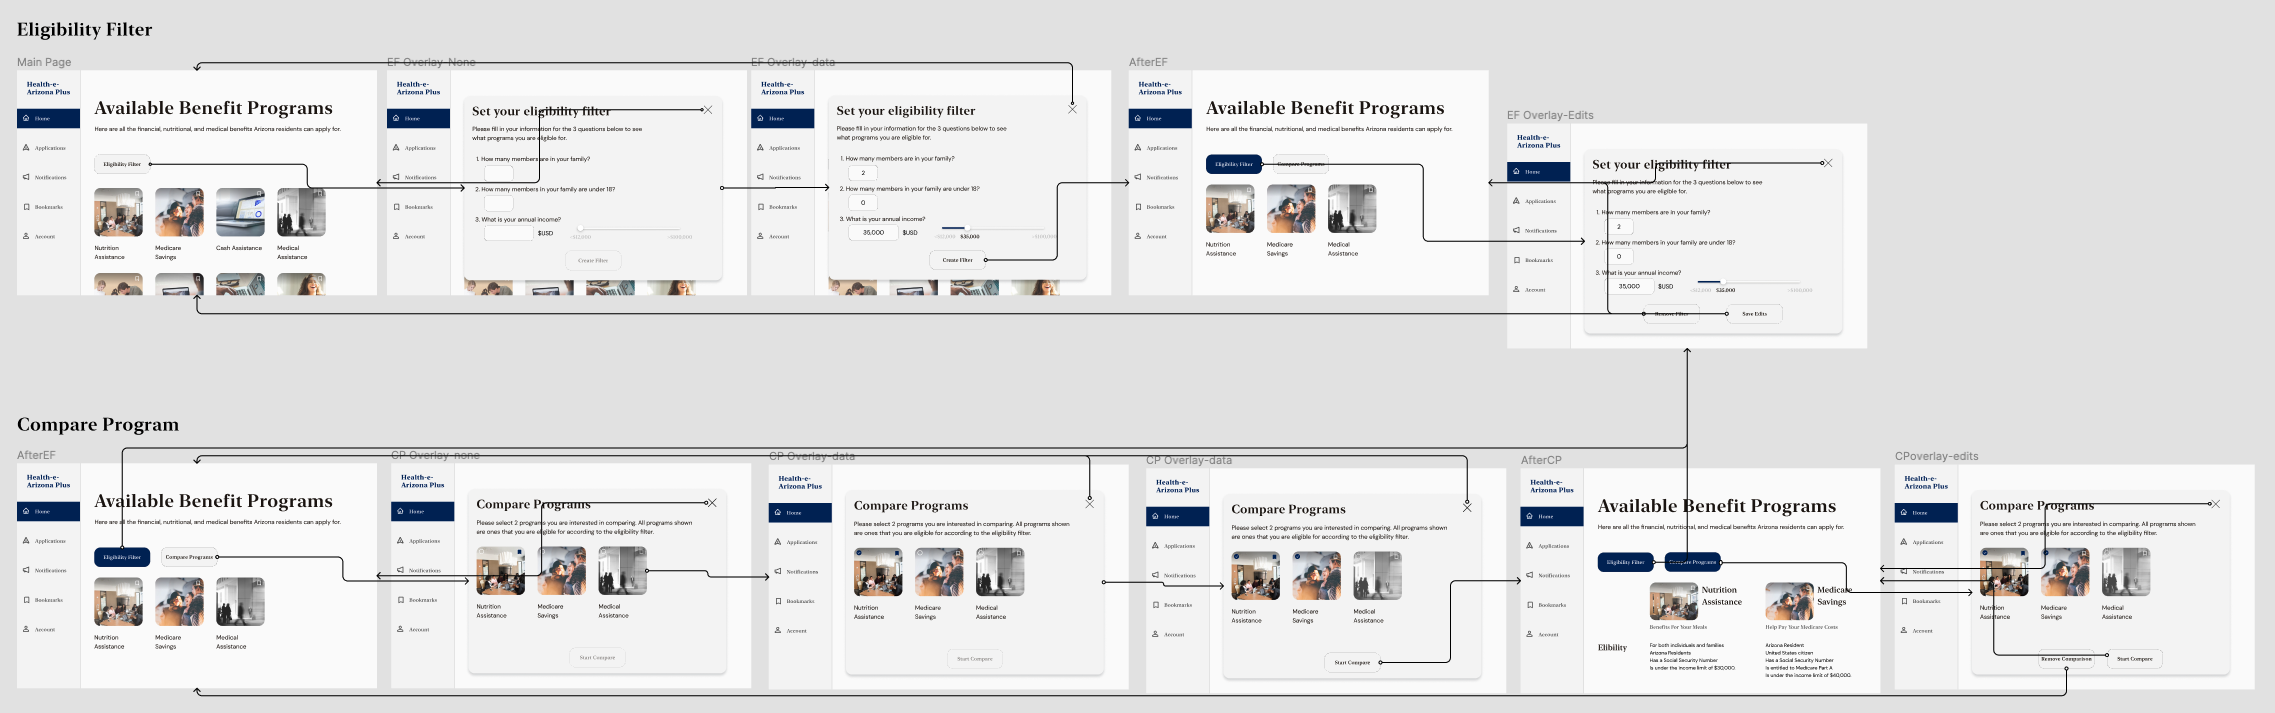 Eligibility Filter
Main Page
Health-e-
Arizona Plus
Home
Applications
Notifications
Bookmarks
Account
Available Benefit Programs
Here are all the financial, nutritional, and medical benefits Arizona residents can apply for.
Eligibility Filter
Nutrition
Assistance
Medicare
Savings
Cash Assistance
Medical
Assistance
EF Overlay-None
Health-e-
Arizona Plus
Home
Applications
Notifications
Bookmarks
Account
Set your eligibility filter
Please fill in your information for the 3 questions below to see
what programs you are eligible for.
1. How many members are in your family?
2. How many members in your family are under 18?
3. What is your annual income?
$USD
Create Filter
EF Overlay-data
Health-e-
Arizona Plus
Home
Applications
Notifications
Bookmarks
Account
Set your eligibility filter
Please fill in your information for the 3 questions below to see
what programs you are eligible for.
1. How many members are in your family?
2
2. How many members in your family are under 18?
0
3. What is your annual income?
35,000
$USD
$35,000
Create Filter
AfterEF
Health-e-
Arizona Plus
Home
Applications
Notifications
Bookmarks
Account
Available Benefit Programs
Here are all the financial, nutritional, and medical benefits Arizona residents can apply for.
Eligibility Filter
Compare Programs
Nutrition
Assistance
Medicare
Savings
Medical
Assistance
EF Overlay-Edits
Health-e-
Arizona Plus
Home
Applications
Notifications
Bookmarks
Account
Set your eligibility filter
Please fill in your information for the 3 questions below to see
what programs you are eligible for.
1. How many members are in your family?
2
2. How many members in your family are under 18?
0
3. What is your annual income?
35,000
$USD
$35,000
Remove Filter
Save Edits
Compare Program
AfterEF
Health-e-
Arizona Plus
Home
Applications
Notifications
Bookmarks
Account
Available Benefit Programs
Here are all the financial, nutritional, and medical benefits Arizona residents can apply for.
Eligibility Filter
Compare Programs
Nutrition
Assistance
Medicare
Savings
Medical
Assistance
CP Overlay-none
Health-e-
Arizona Plus
Home
Applications
Notifications
Bookmarks
Account
Compare Programs
Please select 2 programs you are interested in comparing. All programs shown
are ones that you are eligible for according to the eligibility filter.
Nutrition
Assistance
Medicare
Savings
Medical
Assistance
Start Compare
CP Overlay-data
Health-e-
Arizona Plus
Home
Applications
Notifications
Bookmarks
Account
Compare Programs
Please select 2 programs you are interested in comparing. All programs shown
are ones that you are eligible for according to the eligibility filter.
Nutrition
Assistance
Medicare
Savings
Medical
Assistance
Start Compare
CP Overlay-data
Health-e-
Arizona Plus
Home
Applications
Notifications
Bookmarks
Account
Compare Programs
Please select 2 programs you are interested in comparing. All programs shown
are ones that you are eligible for according to the eligibility filter.
Nutrition
Assistance
Medicare
Savings
Medical
Assistance
Start Compare
AfterCP
Health-e-
Arizona Plus
Home
Applications
Notifications
Bookmarks
Account
Available Benefit Programs
Here are all the financial, nutritional, and medical benefits Arizona residents can apply for.
Eligibility Filter
Compare Programs
Nutrition
Assistance
Benefits For Your Meals
Medicare
Savings
Help Pay Your Medicare Costs
Elibility
For both individuals and families
Arizona Residents
Has a Social Security Number
Is under the income limit of $30,000.
Arizona Resident
United States citizen
Has a Social Security Number
Is entitled to Medicare Part A
Is under the income limit of $40,000.
CPoverlay-edits
Health-e-
Arizona Plus
Home
Applications
Notifications
Bookmarks
Account
Compare Programs
Please select 2 programs you are interested in comparing. All programs shown
are ones that you are eligible for according to the eligibility filter.
Nutrition
Assistance
Medicare
Savings
Medical
Assistance
Remove Comparison
Start Compare